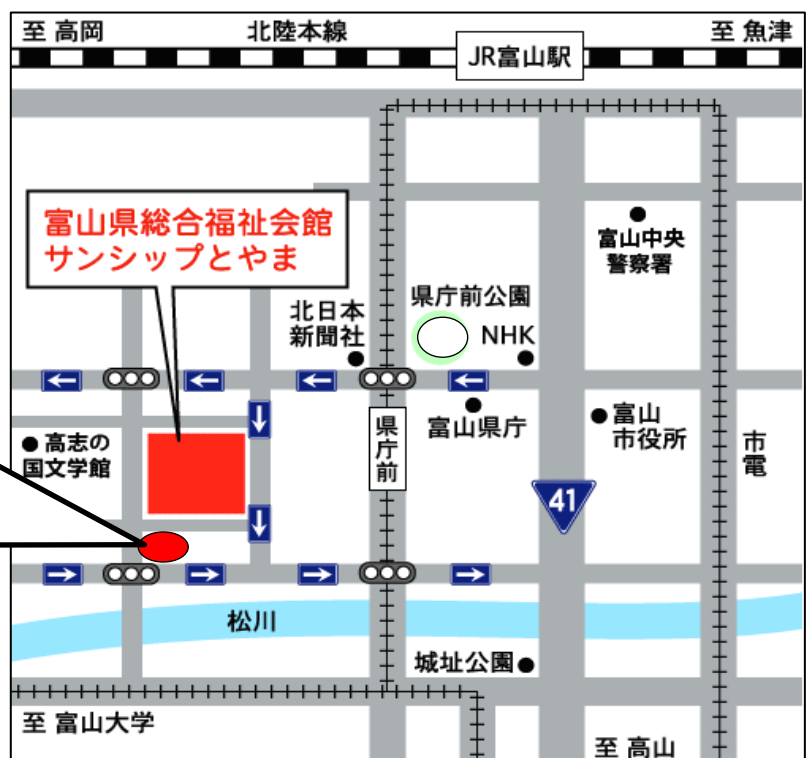 至 高岡
北陸本線
至 魚津
JR富山駅
富山県総合福祉会館
サンシップとやま
富山中央
警察署
県庁前公園
北日本
新聞社
NHK
富山県庁
富山
市役所
県庁前
市電
高志の
国文学館
41
松川
城址公園
至 富山大学
至 高山